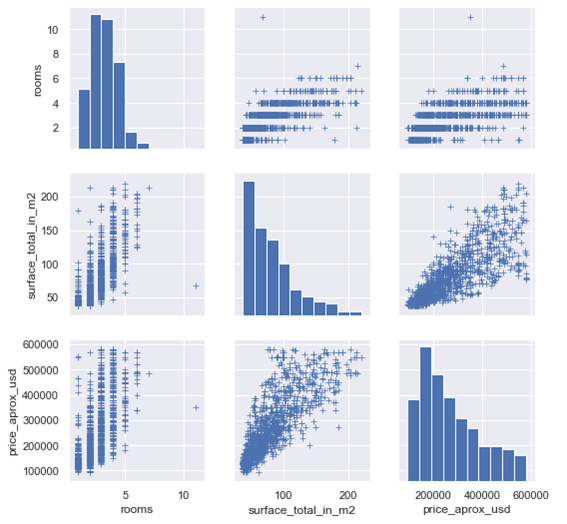 10
8
6
4
2
rooms
200
150
100
50
surface_total_in_m2
600000
500000
400000
300000
200000
100000
price_aprox_usd
5 10
rooms
100 200
surface_total_in_m2
200000 400000 600000
price_aprox_usd